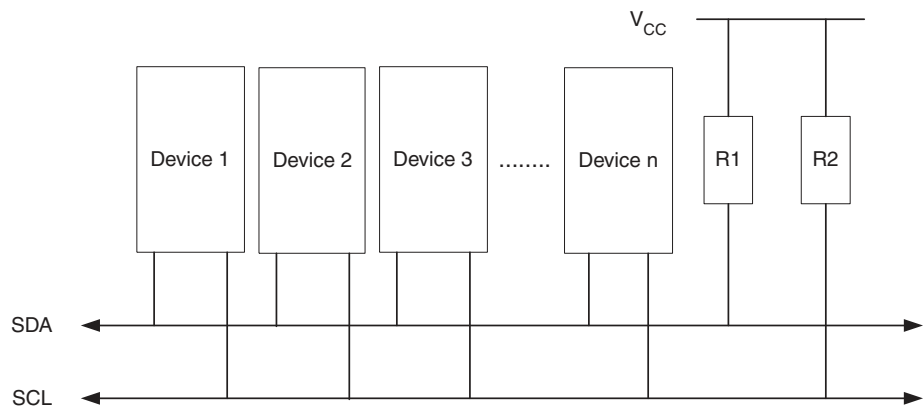 VCC
Device 1
Device 2
Device 3
........
Device n
R1
R2
SDA
SCL